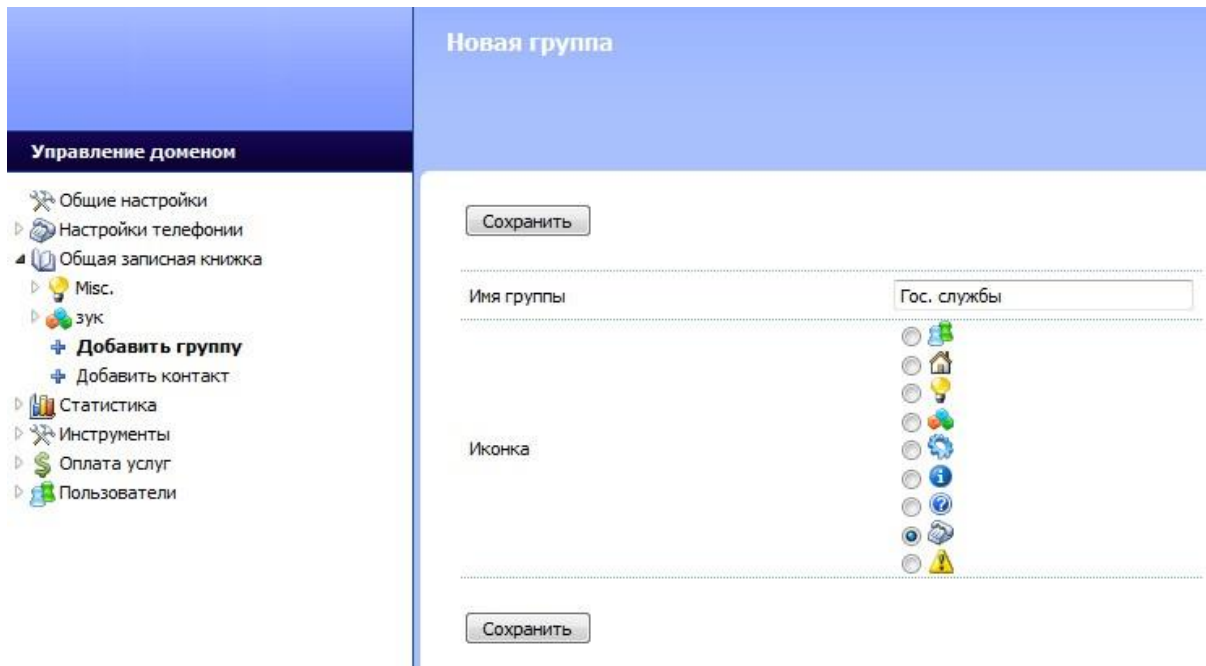 Новая группа
Управление доменом
Общие настройки
Настройки телефонии
Общая записная книжка
Misc.
зук
Добавить группу
Добавить контакт
Статистика
Инструменты
Оплата услуг
Пользователи
Сохранить
Имя группы
Гос. службы
Иконка
Сохранить